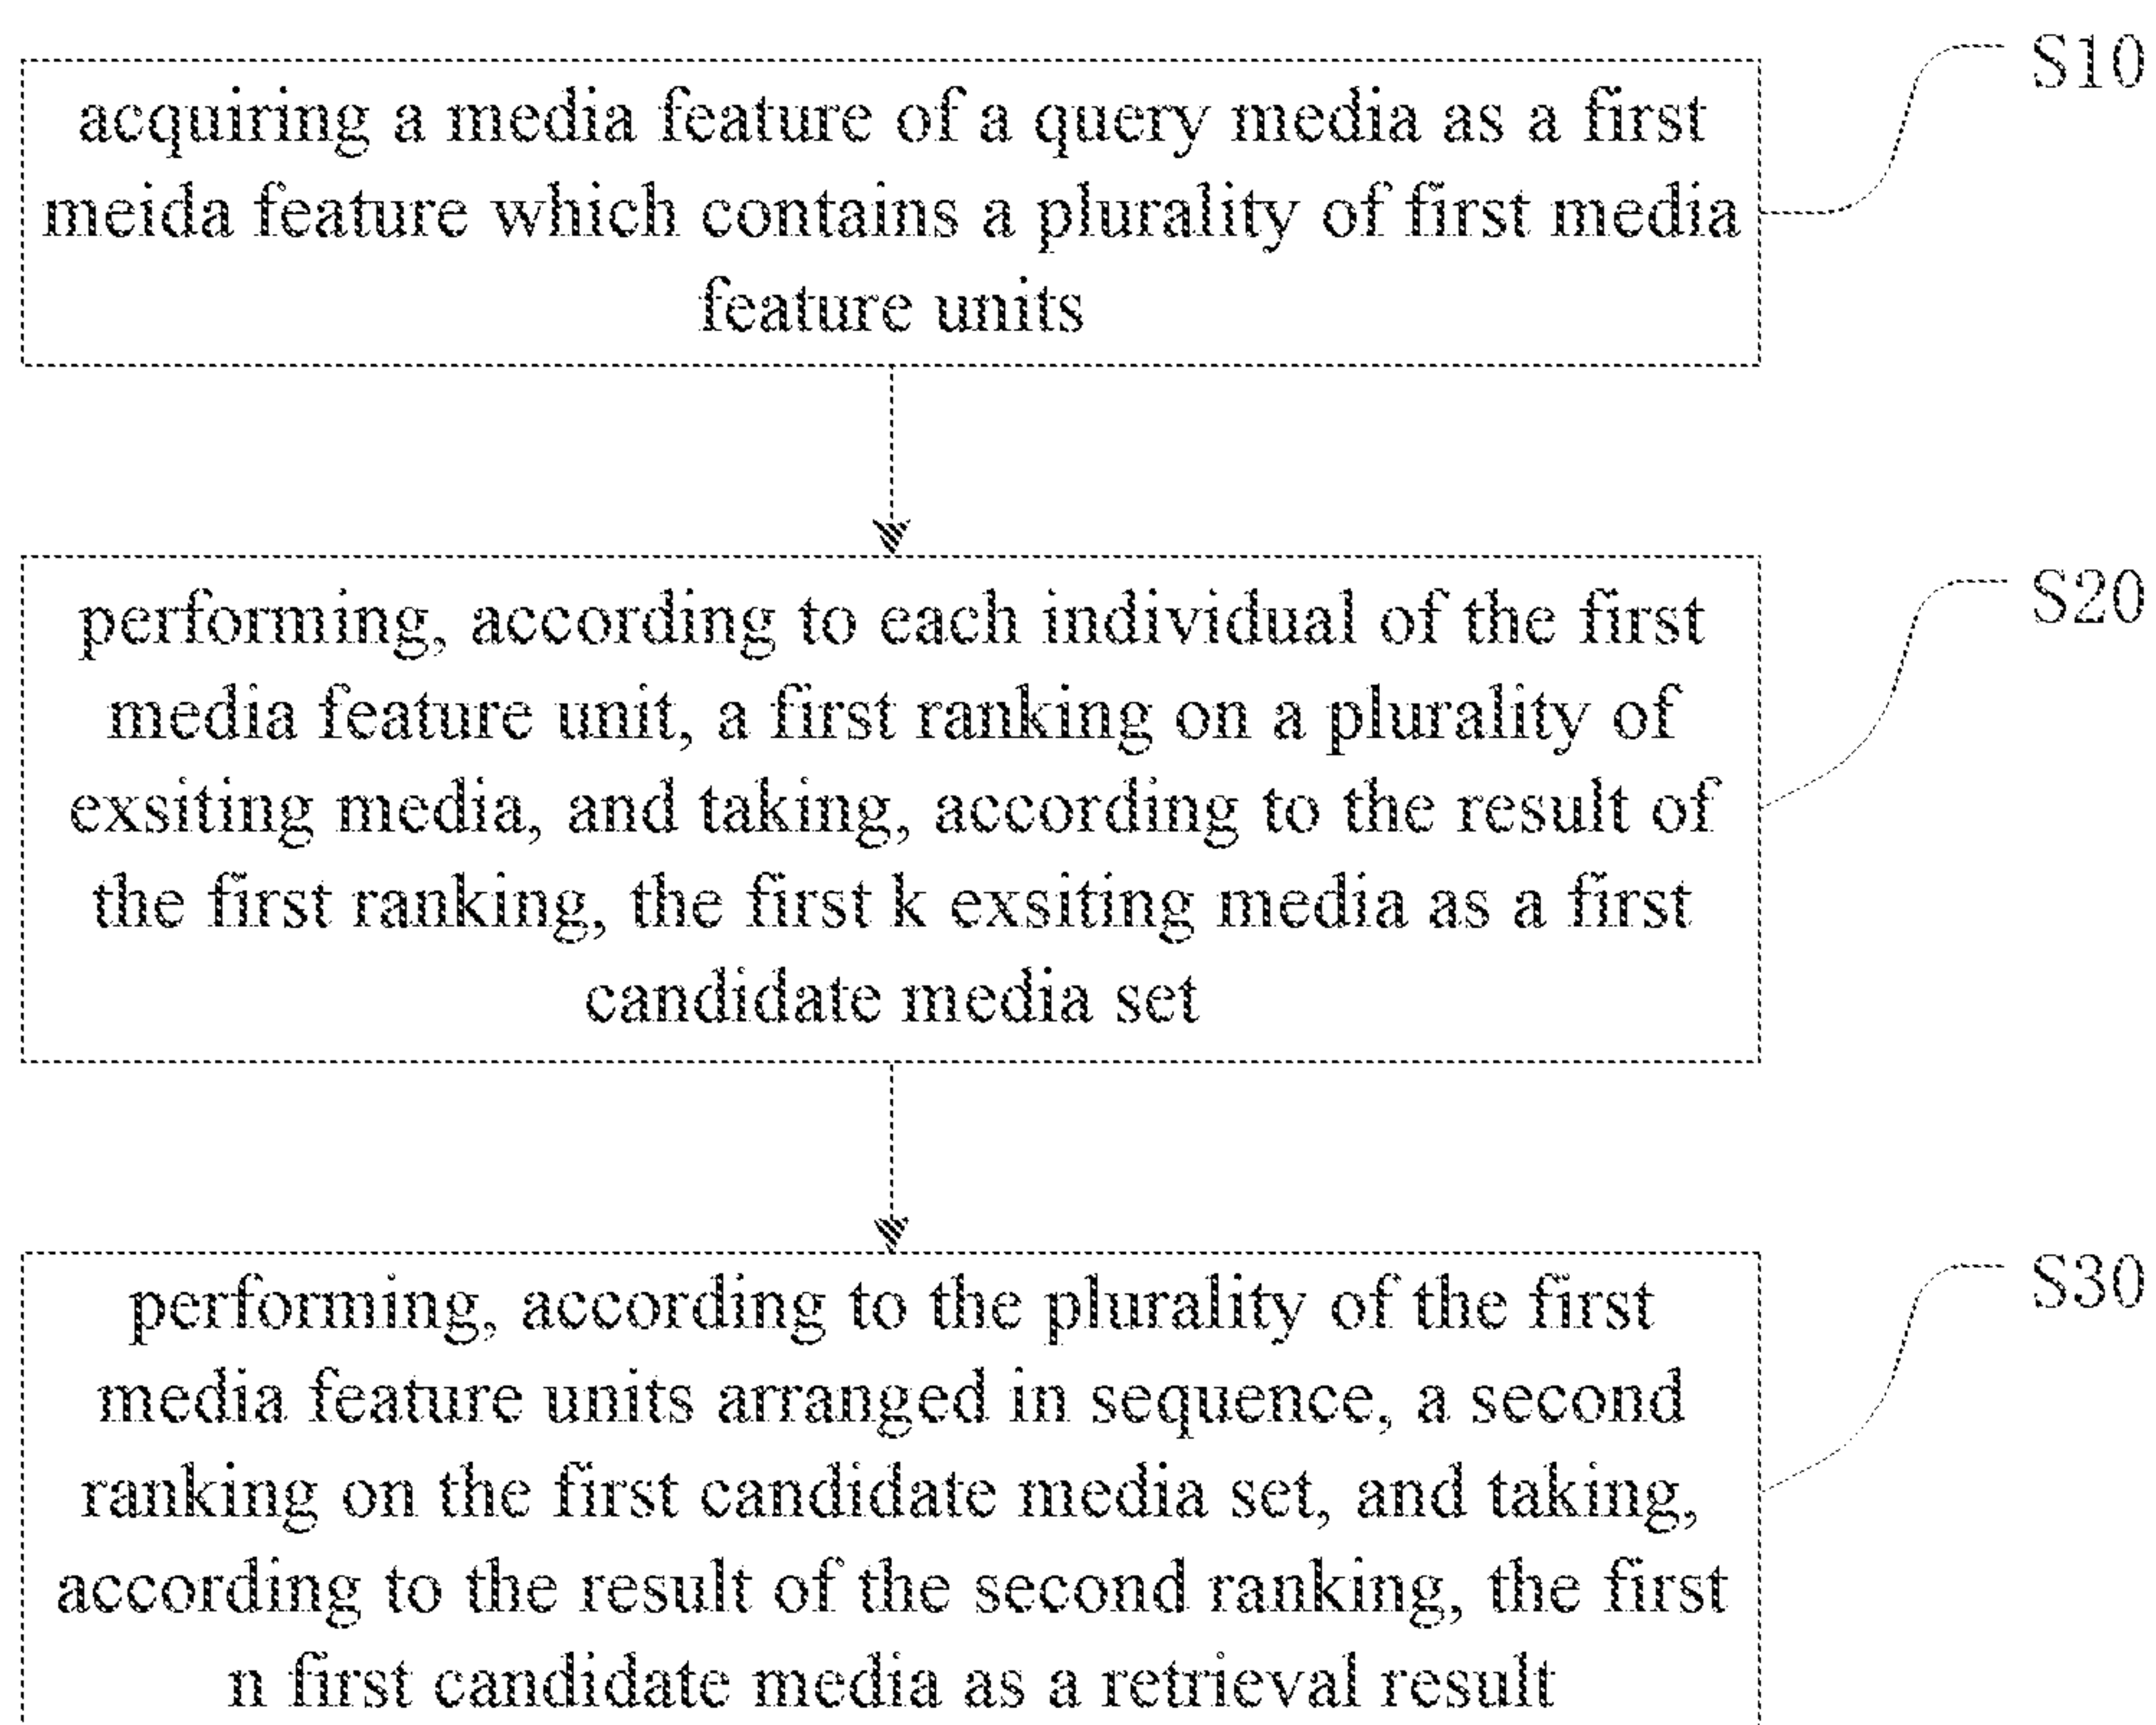 S10
acquiring a media feature of a query media as a first
meida feature which contains a plurality of first media
feature units
S20
performing, according to each individual of the first
media feature unit, a first ranking on a plurality of
exsiting media, and taking, according to the result of
the first ranking, the first k exsiting media as a first
candidate media set
S30
performing, according to the plurality of the first
media feature units arranged in sequence, a second
ranking on the first candidate media set, and taking,
according to the result of the second ranking, the first
n first candidate media as a retrieval result